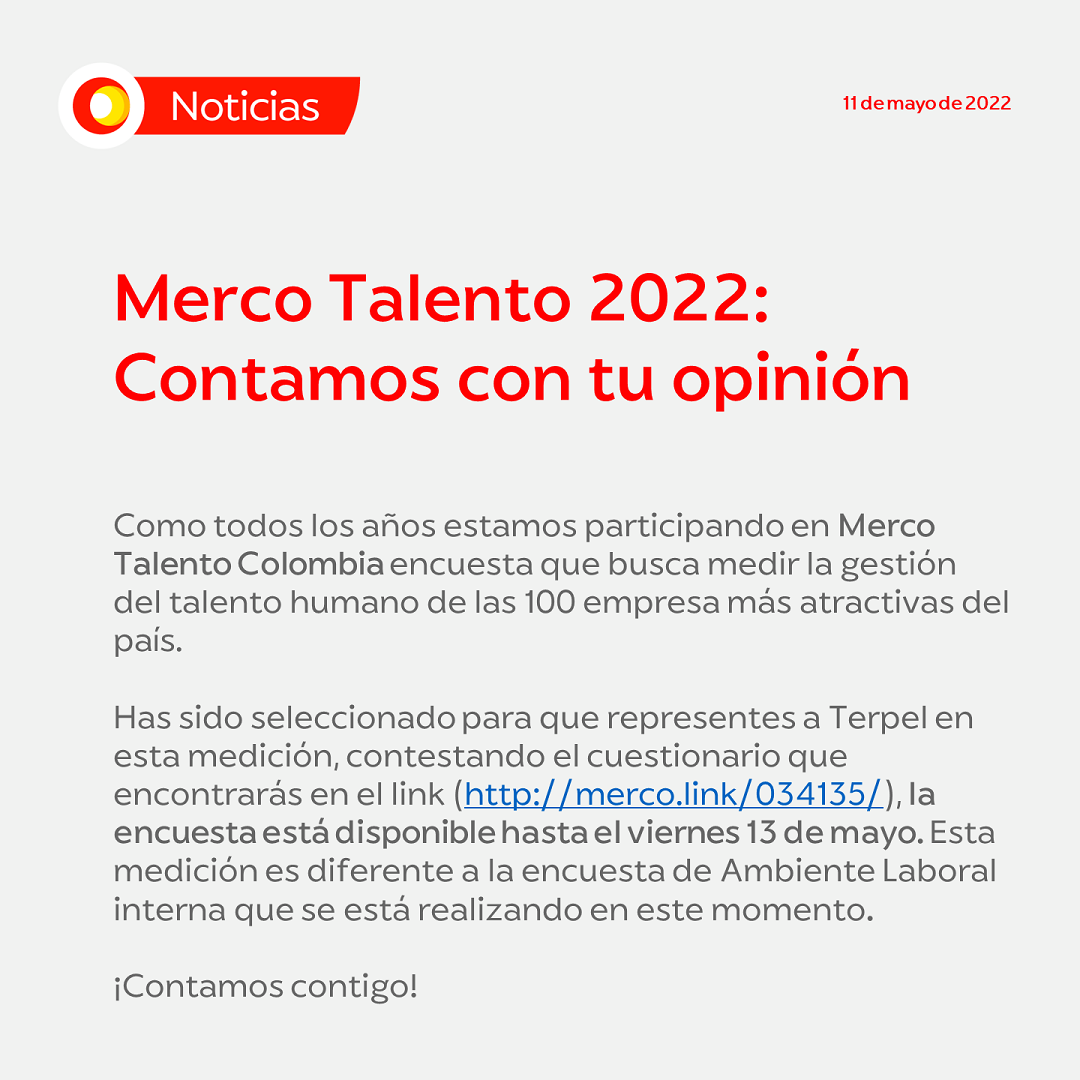 Noticias
11 de mayo de 2022
Merco Talento 2022:
Contamos con tu opinión
Como todos los años estamos participando en Merco
Talento Colombia encuesta que busca medir la gestión
del talento humano de las 100 empresa más atractivas del
país.
Has sido seleccionado para que representes a Terpel en
esta medición, contestando el cuestionario que
encontrarás en el link (http://merco.link/034135/), la
encuesta está disponible hasta el viernes 13 de mayo. Esta
medición es diferente a la encuesta de Ambiente Laboral
interna que se está realizando en este momento.
¡Contamos contigo!